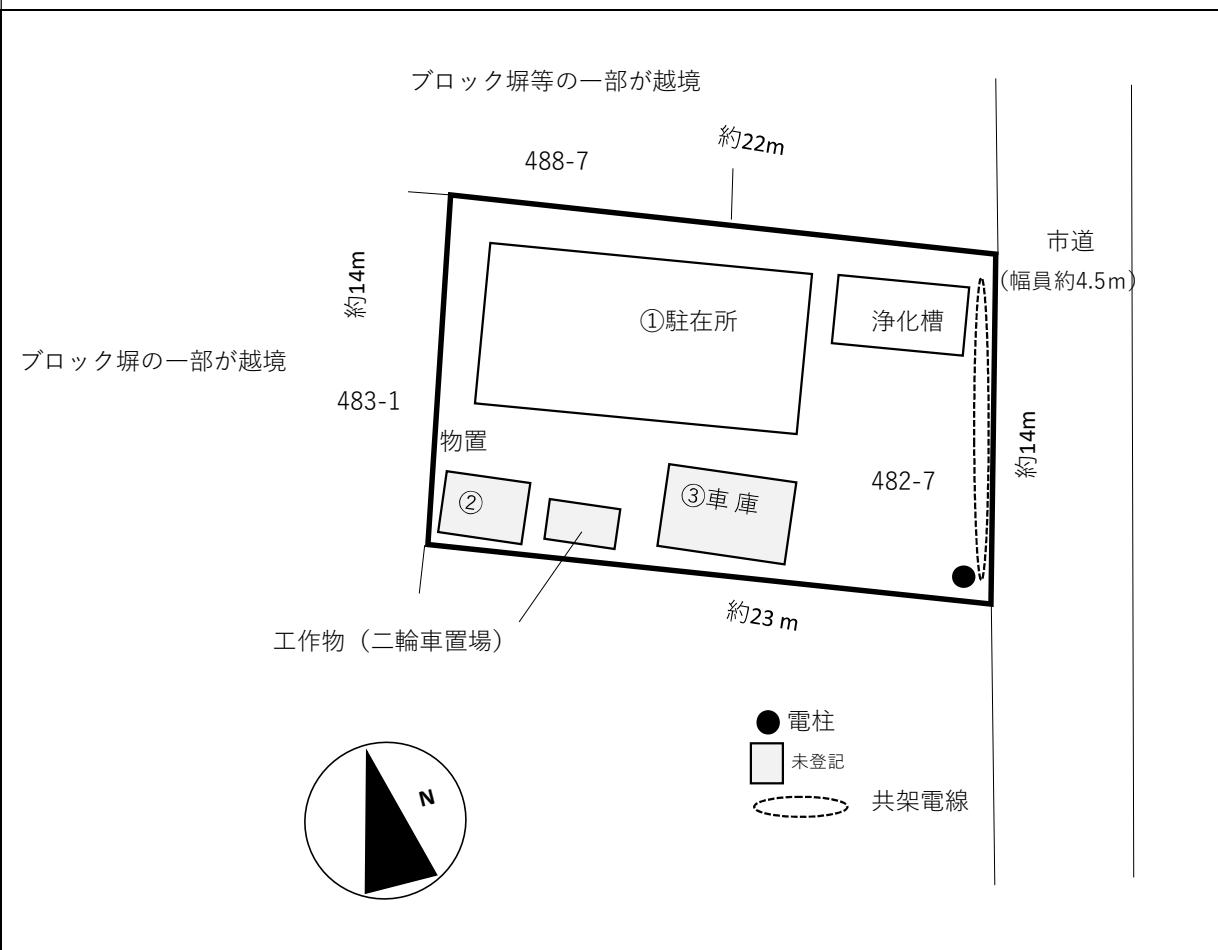 ブロック塀等の一部が越境
約22m
488-7
市道
(幅員約4.5m)
約14m
①駐在所
浄化槽
ブロック塀の一部が越境
483-1
約14m
物置
482-7
②
③車 庫
約23 m
工作物（二輪車置場）
電柱
未登記
共架電線
N